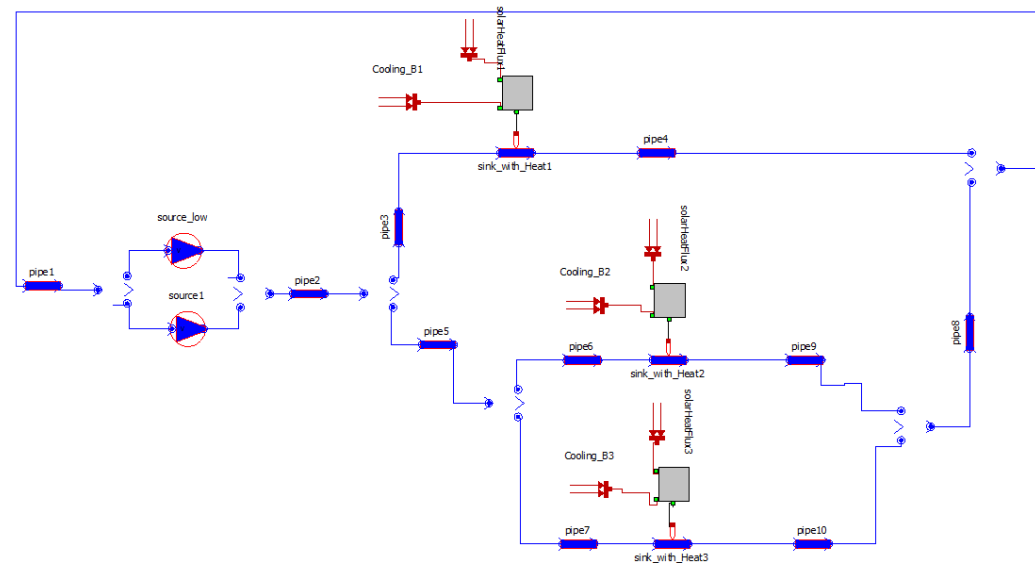 solarHeatFlux1
Cooling_B1
pipe4
sink_with_Heat1
source_low
pipe3
solarHeatFlux2
pipe1
Cooling_B2
pipe2
source1
pipe5
pipe6
pipe9
pipe8
sink_with_Heat2
solarHeatFlux3
Cooling_B3
pipe7
pipe10
sink_with_Heat3